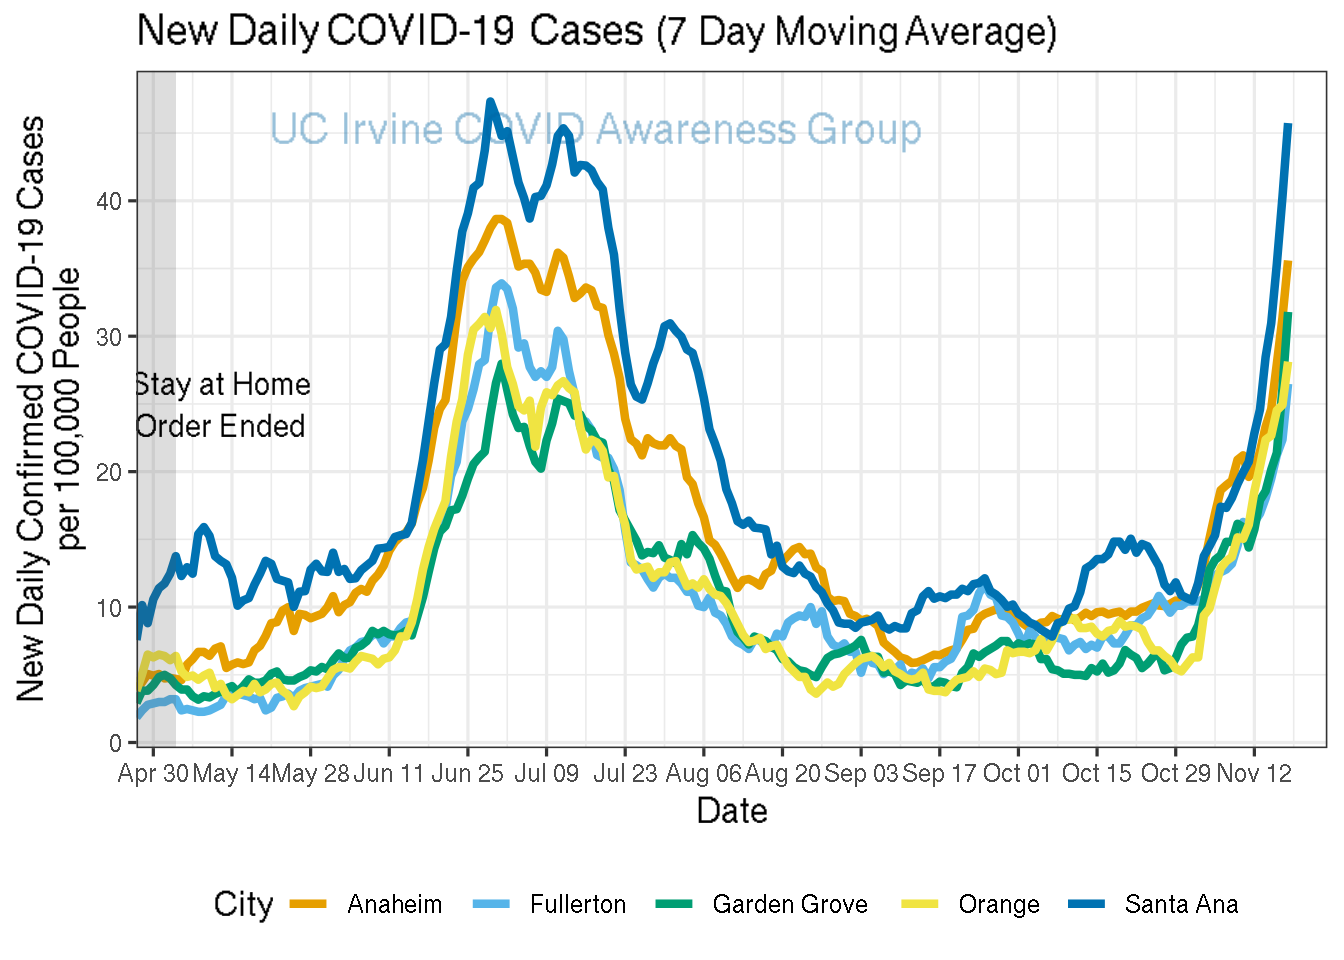 New Daily COVID-19 Cases (7 Day Moving Average)
UC Irvine COVID Awareness Group
New Daily Confirmed COVID-19 Cases
per 100,000 People
40
30
20
10
0
Stay at Home
Order Ended
Apr 30 May 14 May 28 Jun 11 Jun 25 Jul 09 Jul 23 Aug 06 Aug 20 Sep 03 Sep 17 Oct 01 Oct 15 Oct 29 Nov 12
Date
City Anaheim Fullerton Garden Grove Orange Santa Ana